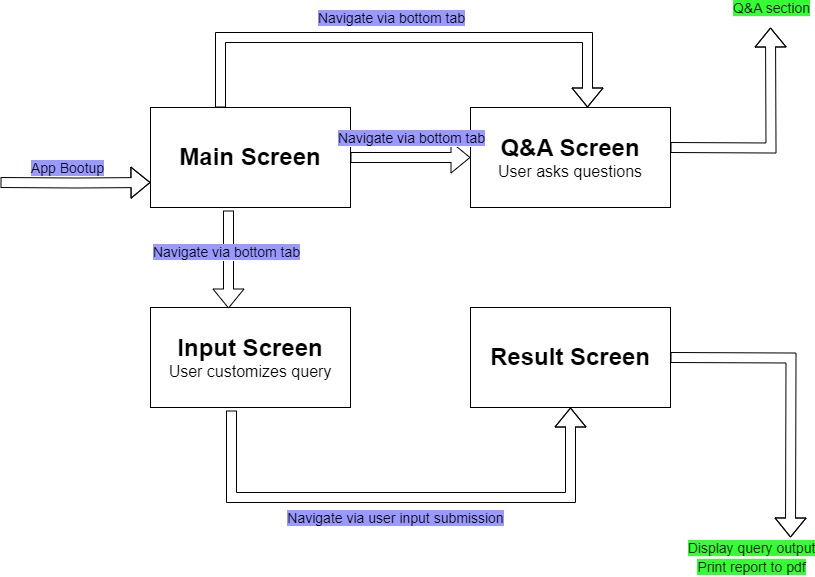 Q&A section
Navigate via bottom tab
Navigate via bottom tab
Main Screen
Q&A Screen
User asks questions
App Bootup
Navigate via bottom tab
Input Screen
User customizes query
Result Screen
Navigate via user input submission
Display query output
Print report to pdf